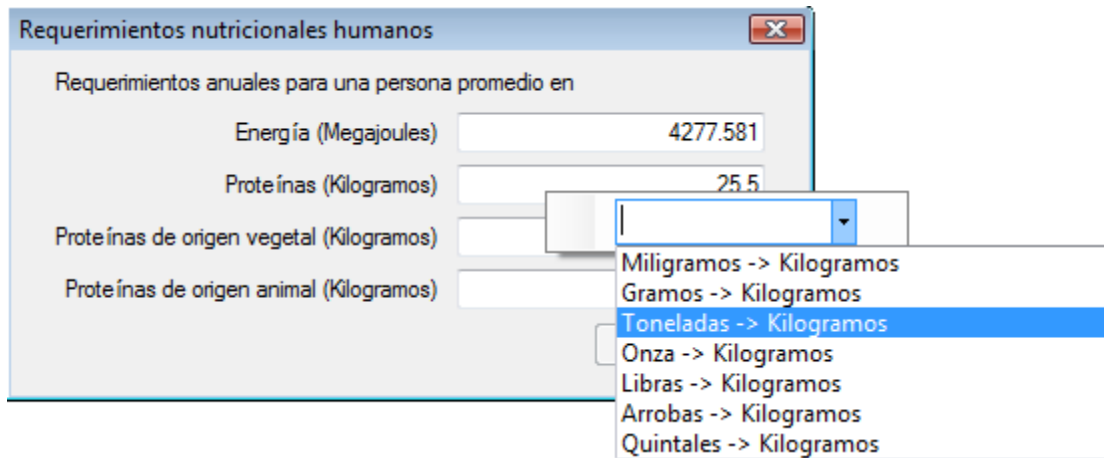 Requerimientos nutricionales humanos
Requerimientos anuales para una persona promedio en
Energía (Megajoules) 4277.581
Proteínas (Kilogramos) 25.5
Proteínas de origen vegetal (Kilogramos)
Proteínas de origen animal (Kilogramos)
Miligramos -> Kilogramos
Gramos -> Kilogramos
Toneladas -> Kilogramos
Onza -> Kilogramos
Libras -> Kilogramos
Arrobas -> Kilogramos
Quintales -> Kilogramos